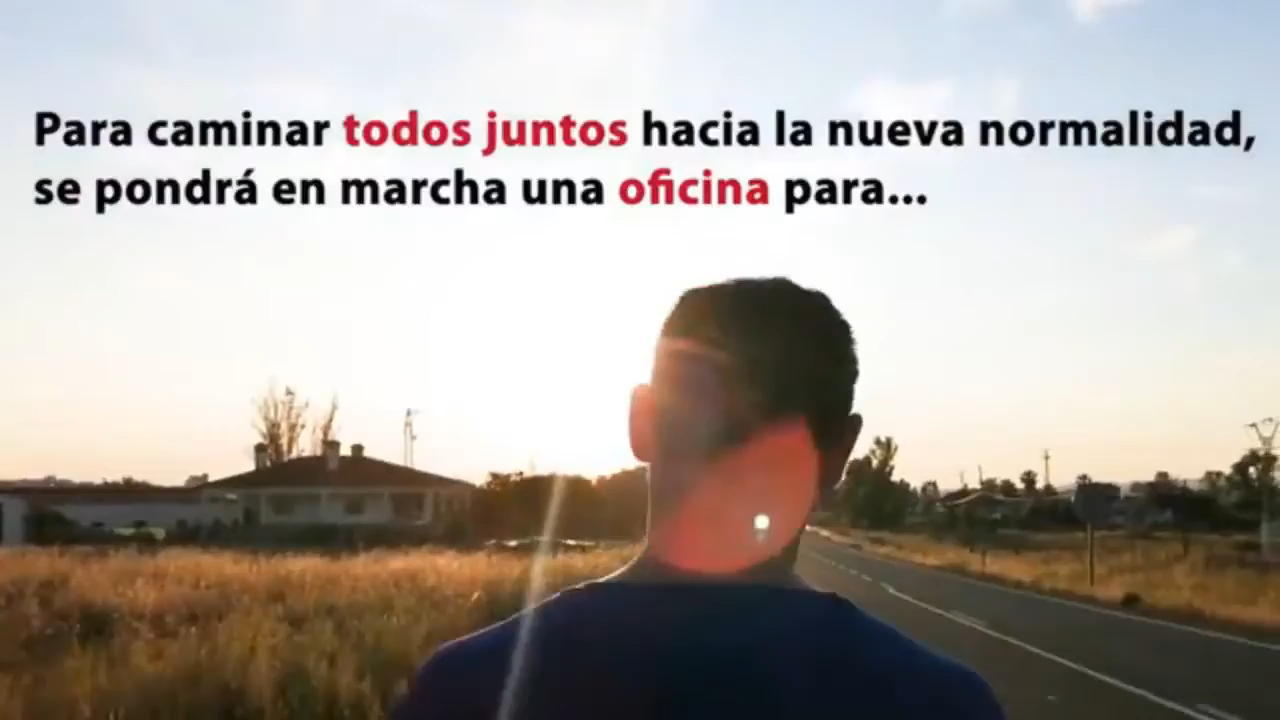 Para caminar todos juntos hacia la nueva normalidad,
se pondrá en marcha una oficina para...